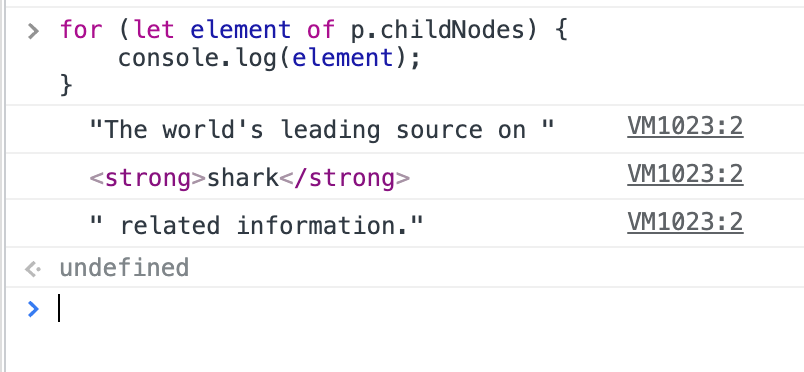 for (let element of p.childNodes) {
    console.log(element);
}
"The world's leading source on " VM1023:2
<strong>shark</strong> VM1023:2
" related information." VM1023:2
undefined